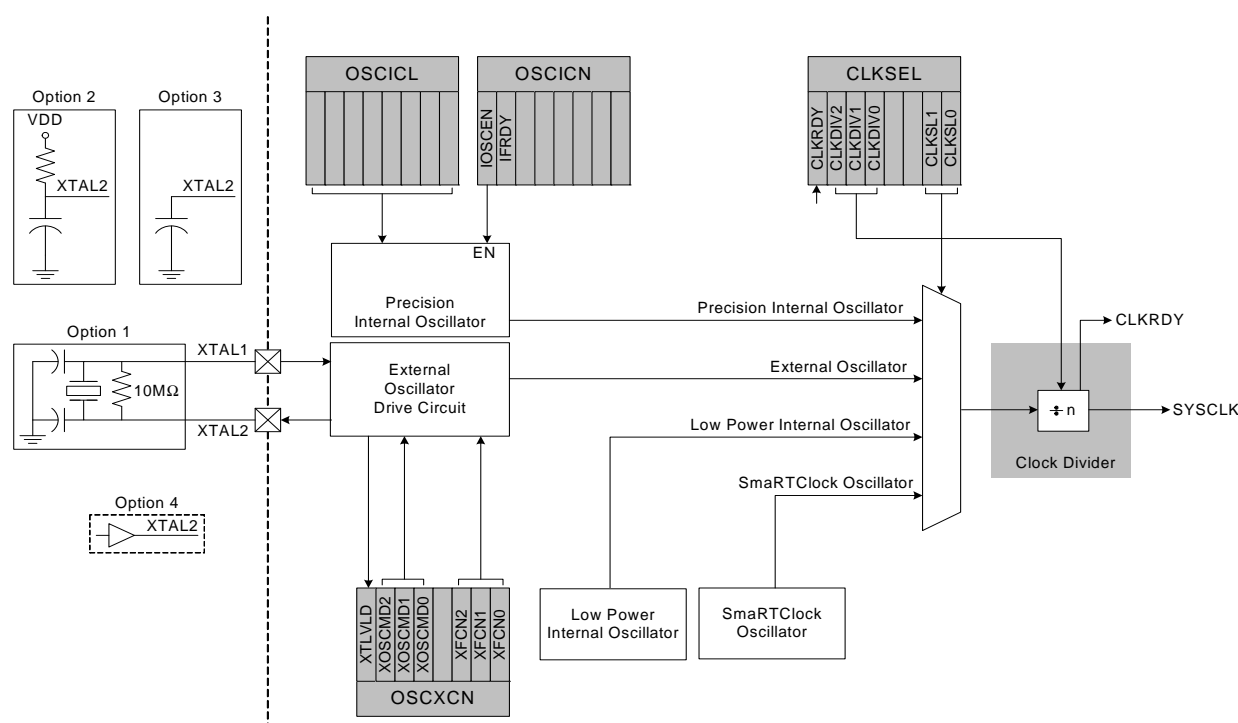 OSCICL
OSCICN
CLKSEL
IOSCEN
IFRDY
CLKRDY
CLKDIV2
CLKDIV1
CLKDIV0
CLKSL1
CLKSL0
Option 2
VDD
XTAL2
Option 3
XTAL2
EN
Precision
Internal Oscillator
Precision Internal Oscillator
CLKRDY
Option 1
XTAL1
10MΩ
XTAL2
External
Oscillator
Drive Circuit
External Oscillator
÷ n
SYSCLK
Low Power Internal Oscillator
Clock Divider
SmaRTClock Oscillator
Option 4
XTAL2
XTLVLD
XOSCMD2
XOSCMD1
XOSCMD0
XFCN2
XFCN1
XFCN0
OSCXCN
Low Power
Internal Oscillator
SmaRTClock
Oscillator